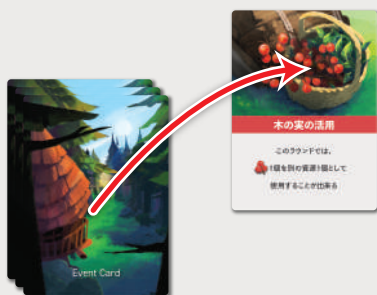 木の実の活用
このラウンドでは、
1個を別の資源1個として
使用することが出来る
Event Card